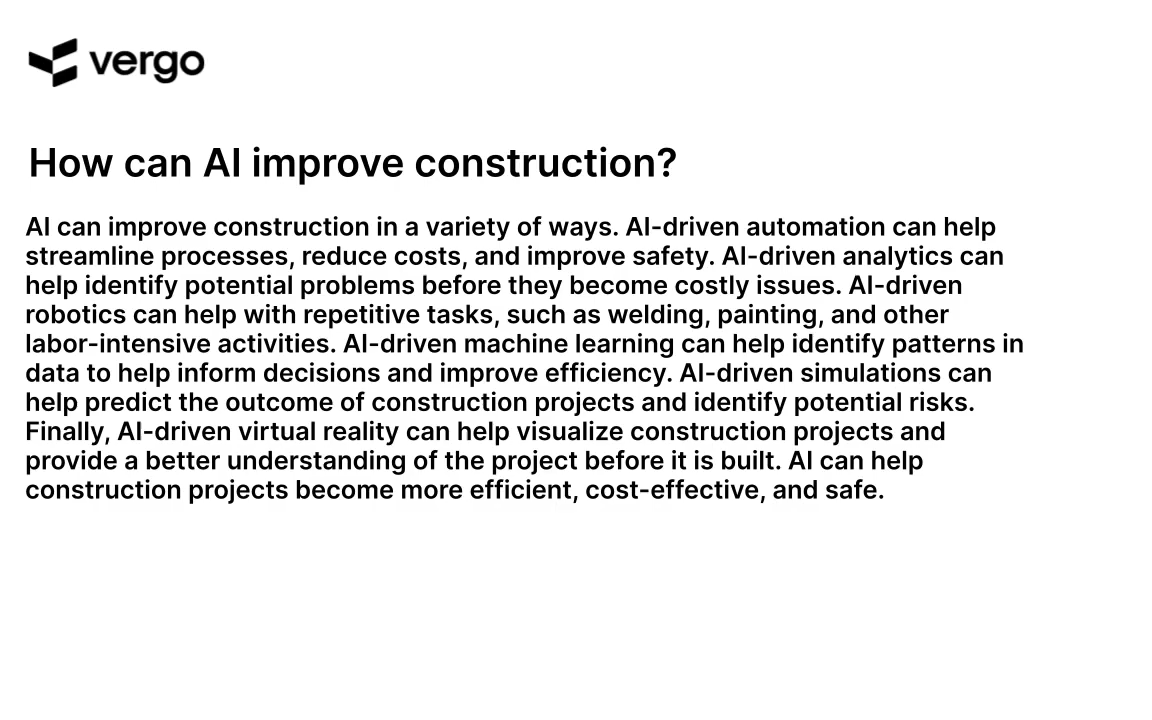 vergo
How can AI improve construction?
AI can improve construction in a variety of ways. AI-driven automation can help
streamline processes, reduce costs, and improve safety. AI-driven analytics can
help identify potential problems before they become costly issues. AI-driven
robotics can help with repetitive tasks, such as welding, painting, and other
labor-intensive activities. AI-driven machine learning can help identify patterns in
data to help inform decisions and improve efficiency. AI-driven simulations can
help predict the outcome of construction projects and identify potential risks.
Finally, AI-driven virtual reality can help visualize construction projects and
provide a better understanding of the project before it is built. AI can help
construction projects become more efficient, cost-effective, and safe.